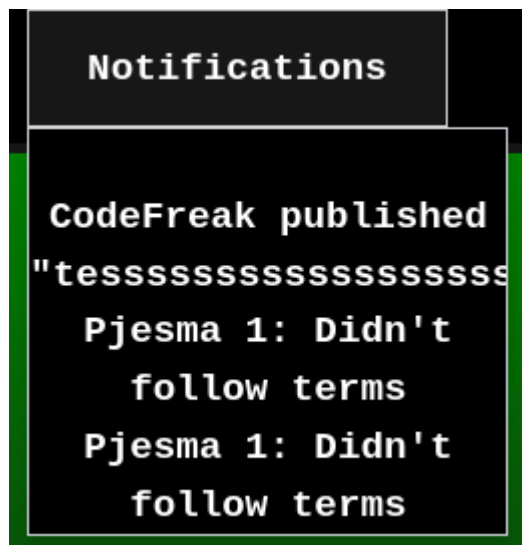 Notifications
CodeFreak published
"tessssssssssssssssss
Pjesma 1: Didn't
follow terms
Pjesma 1: Didn't
follow terms